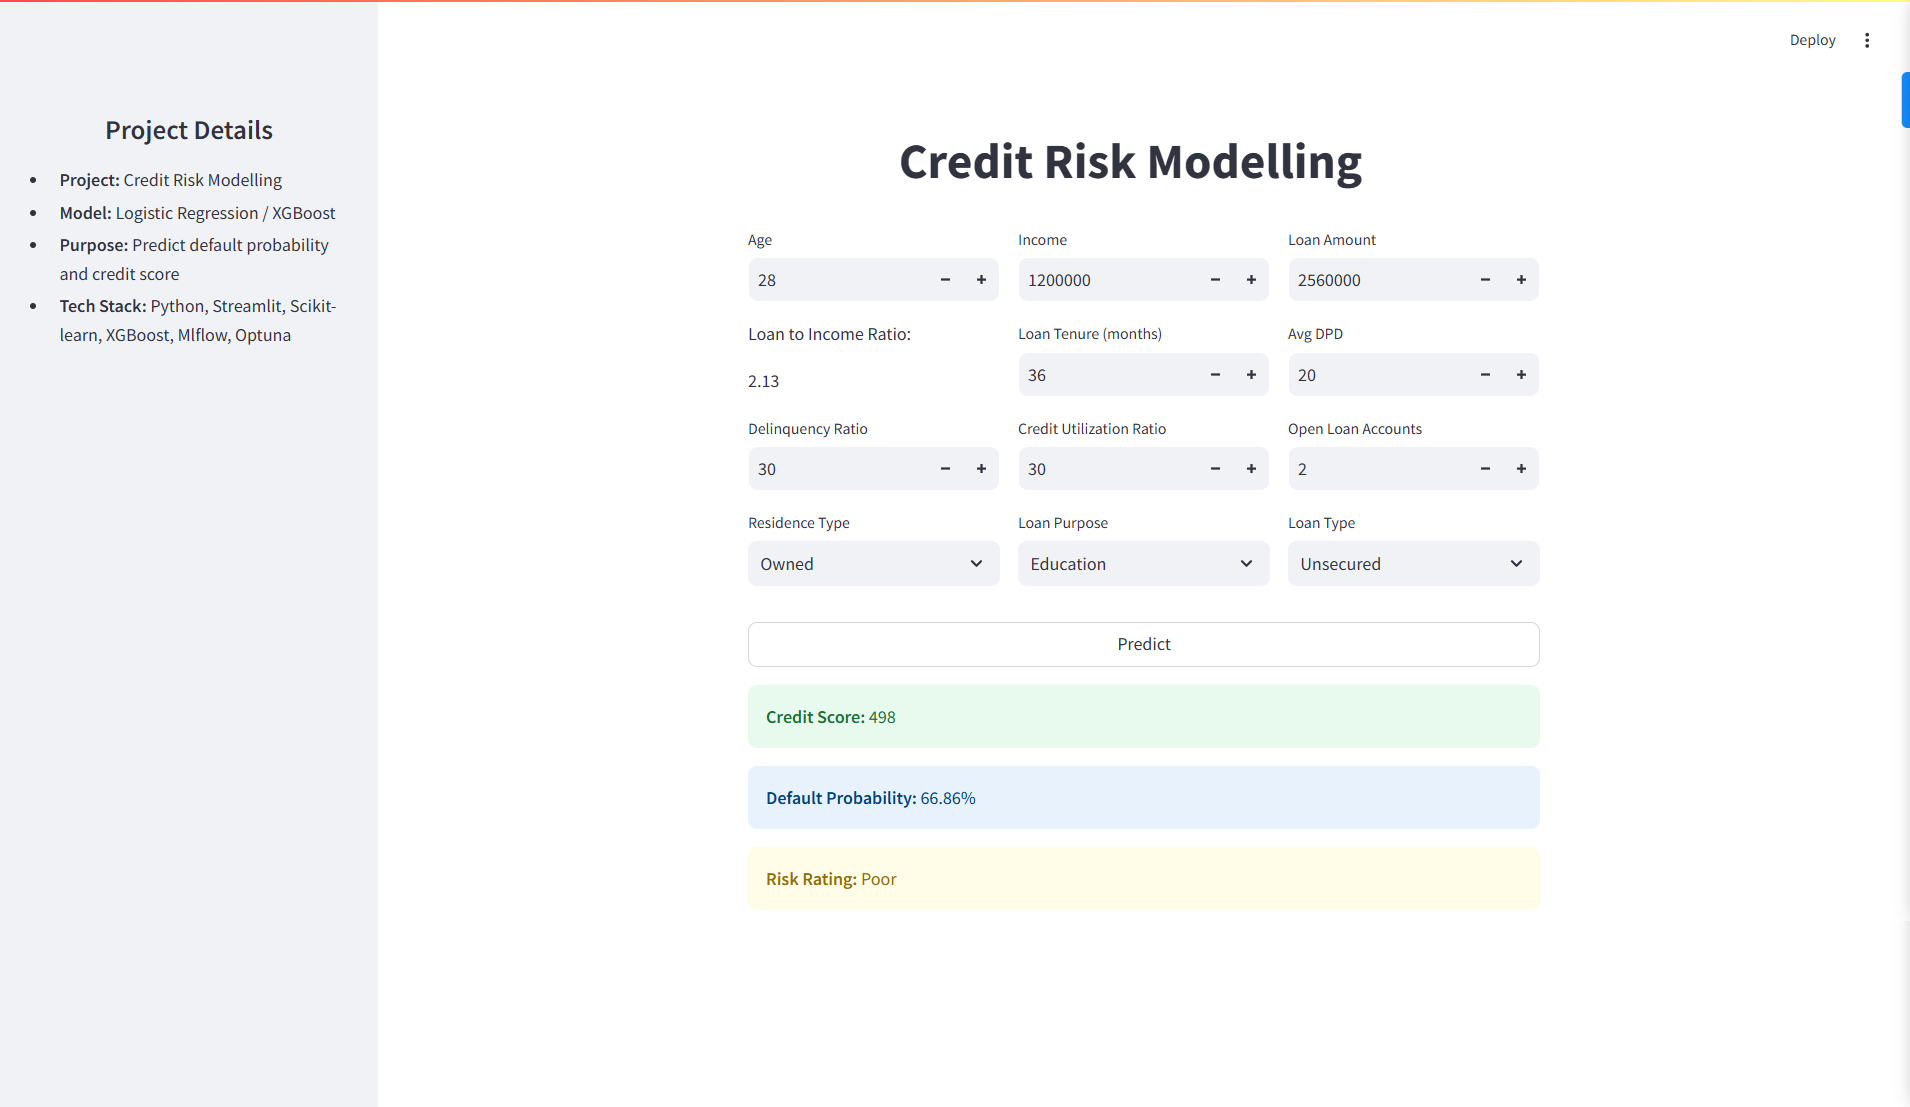 Deploy
Project Details
Project: Credit Risk Modelling
Model: Logistic Regression / XGBoost
Purpose: Predict default probability
and credit score
Tech Stack: Python, Streamlit, Scikit-
learn, XGBoost, Mlflow, Optuna
Credit Risk Modelling
Age
Income
Loan Amount
28
1200000
2560000
Loan to Income Ratio:
Loan Tenure (months)
Avg DPD
2.13
36
20
Delinquency Ratio
Credit Utilization Ratio
Open Loan Accounts
30
30
2
Residence Type
Loan Purpose
Loan Type
Owned
Education
Unsecured
Predict
Credit Score: 498
Default Probability: 66.86%
Risk Rating: Poor